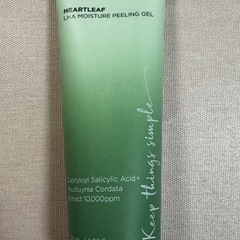 HEARTLEAF
LHA MOISTURE PEELING GEL
Capryloyl Salicylic Acid+
Houttuynia Cordata
Extract 10,000ppm
Keep things simple